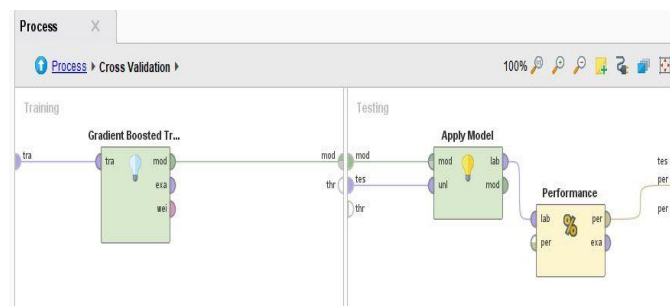 Process
Process ▸ Cross Validation ▸
100%
Training
Gradient Boosted Tr...
tra
tra
mod
exa
wei
mod
thr
Testing
mod
tes
thr
Apply Model
mod
unl
lab
mod
Performance
lab
per
per
exa
tes
per
per